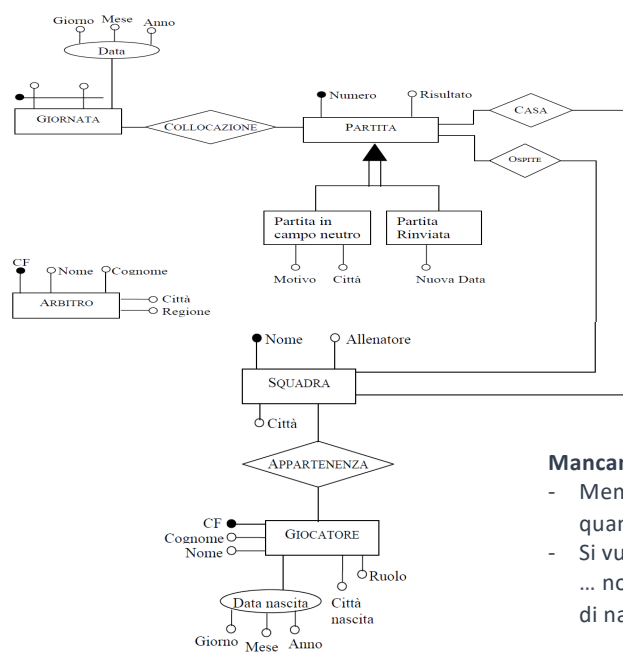 Giorno Mese Anno
Data
GIORNATA
COLLOCAZIONE
Numero
Risultato
PARTITA
CASA
OSPITE
Partita in
campo neutro
Partita
Rinviata
Motivo Città
Nuova Data
CF
Nome
Cognome
ARBITRO
Città
Regione
Nome
Allenatore
SQUADRA
Città
APPARTENENZA
CF
Cognome
Nome
GIOCATORE
Ruolo
Città
nascita
Data nascita
Giorno Mese Anno
-
- Si
... 
di